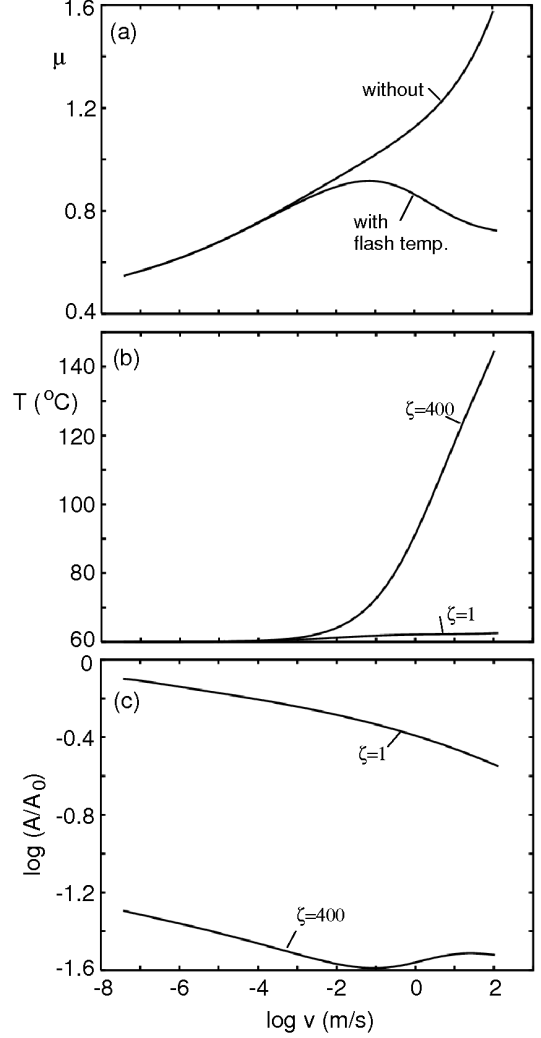 1.6
(a)
μ
without
1.2
0.8
with
flash temp.
0.4
140
(b)
T (°C)
ζ=400
120
100
80
ζ=1
60
0
(c)
-0.4
ζ=1
log (A/A₀)
-0.8
-1.2
ζ=400
-1.6
-8 -6 -4 -2 0 2
log v (m/s)